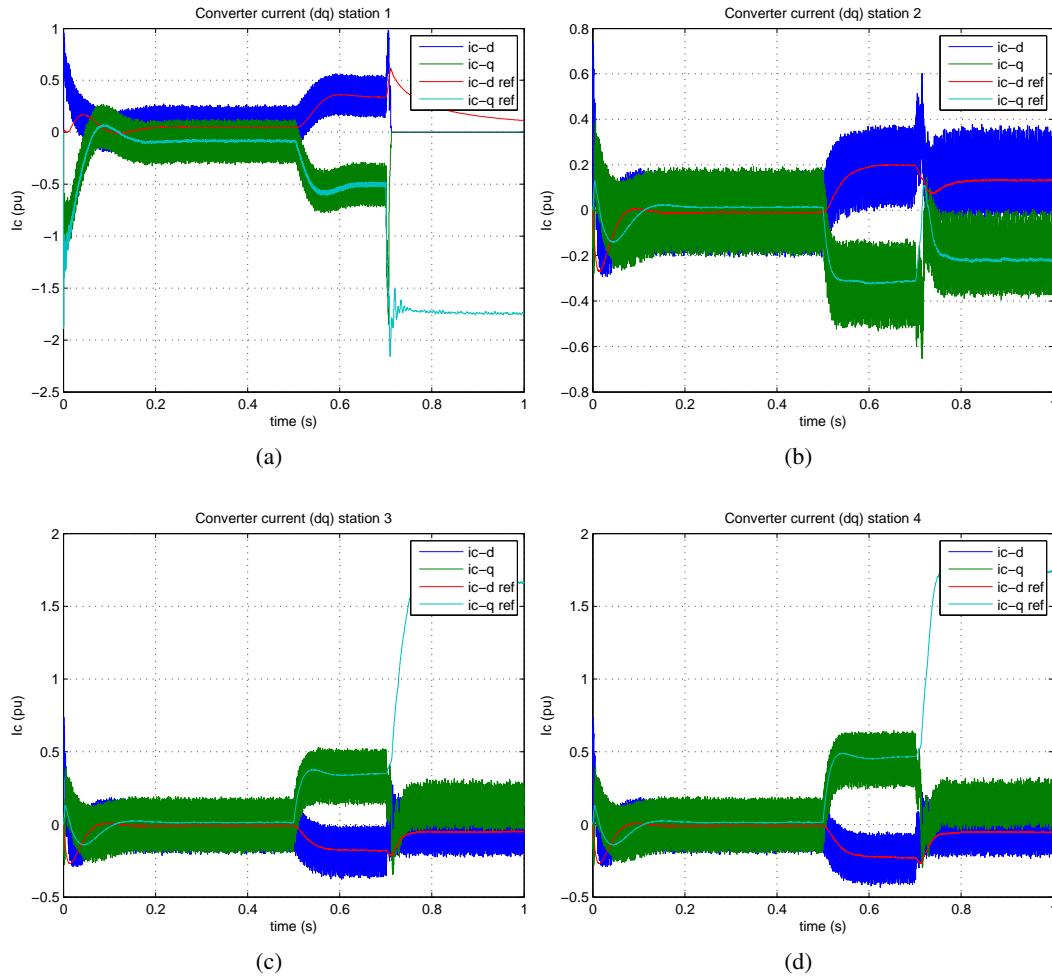 Converter current (dq) station 1
1
0.5
0
−0.5
−1
−1.5
−2
−2.5
Ic (pu)
0 0.2 0.4 0.6 0.8 1
time (s)
ic−d
ic−q
ic−d ref
ic−q ref
(a)
Converter current (dq) station 2
0.8
0.6
0.4
0.2
0
−0.2
−0.4
−0.6
−0.8
Ic (pu)
0 0.2 0.4 0.6 0.8 1
time (s)
ic−d
ic−q
ic−d ref
ic−q ref
(b)
Converter current (dq) station 3
2
1.5
1
0.5
0
−0.5
Ic (pu)
0 0.2 0.4 0.6 0.8 1
time (s)
ic−d
ic−q
ic−d ref
ic−q ref
(c)
Converter current (dq) station 4
2
1.5
1
0.5
0
−0.5
Ic (pu)
0 0.2 0.4 0.6 0.8 1
time (s)
ic−d
ic−q
ic−d ref
ic−q ref
(d)